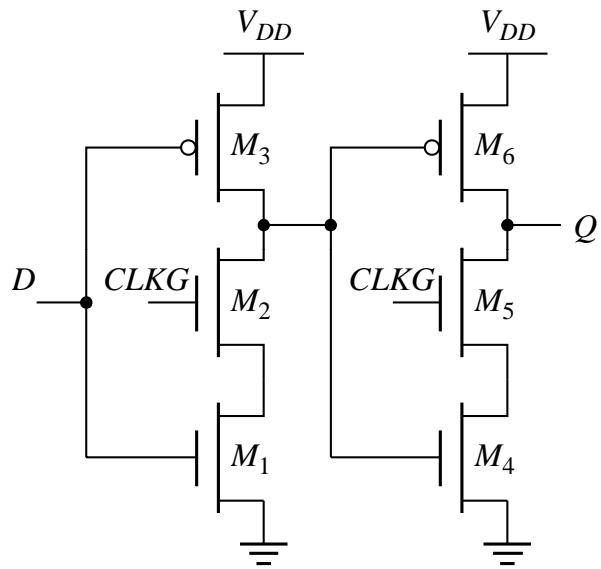 V_DD V_DD
M_3 M_6
Q
D CLKG M_2 CLKG M_5
M_1 M_4